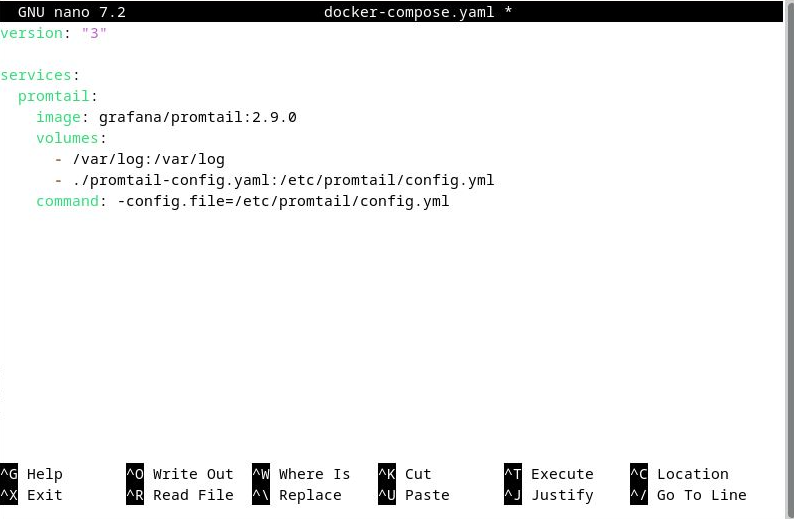 GNU nano 7.2 docker-compose.yaml *
version: "3"
services:
  promtail:
    image: grafana/promtail:2.9.0
    volumes:
      - /var/log:/var/log
      - ./promtail-config.yaml:/etc/promtail/config.yml
    command: -config.file=/etc/promtail/config.yml
^G Help ^O Write Out ^W Where Is ^K Cut ^T Execute ^C Location
^X Exit ^R Read File ^\ Replace ^U Paste ^J Justify ^/ Go To Line